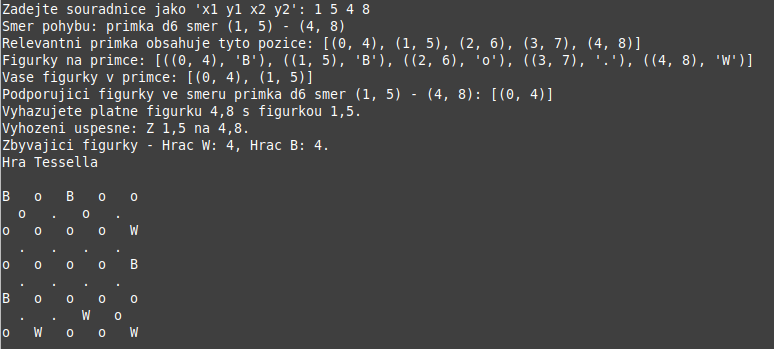 Zadejte souradnice jako 'x1 y1 x2 y2': 1 5 4 8
Smer pohybu: primka d6 smer (1, 5) - (4, 8)
Relevantni primka obsahuje tyto pozice: [(0, 4), (1, 5), (2, 6), (3, 7), (4, 8)]
Figurky na primce: [((0, 4), 'B'), ((1, 5), 'B'), ((2, 6), 'o'), ((3, 7), '.'), ((4, 8), 'W')]
Vase figurky v primce: [(0, 4), (1, 5)]
Podporujici figurky ve smeru primka d6 smer (1, 5) - (4, 8): [(0, 4)]
Vyhazujete platne figurku 4,8 s figurkou 1,5.
Vyhozeni uspesne: Z 1,5 na 4,8.
Zbyvajici figurky - Hrac W: 4, Hrac B: 4.
Hra Tessella
B   o   B   o   o
  o   .   o   .
o   o   o   o   W
  .   .   .   .
o   o   o   o   B
  .   .   .   .
B   o   o   o   o
  .   .   W   o
o   W   o   o   W